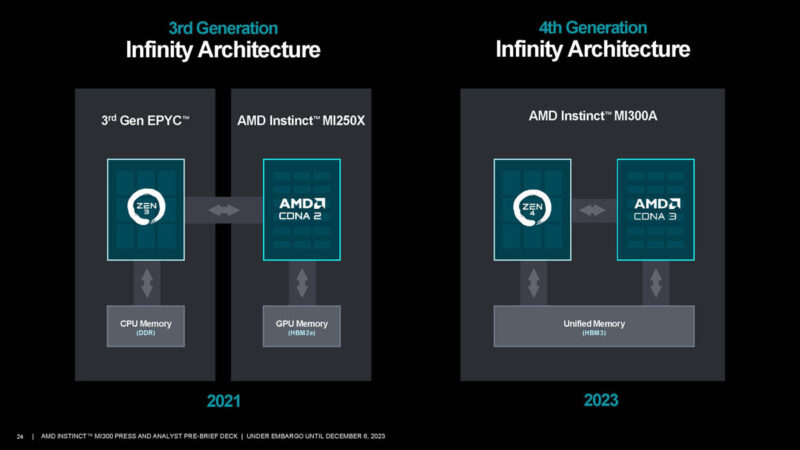 3rd Generation
Infinity Architecture
3rd Gen EPYC™
AMD Instinct™ MI250X
ZEN
3
AMD
CDNA 2
CPU Memory
(DDR)
GPU Memory
(HBM2e)
2021
4th Generation
Infinity Architecture
AMD Instinct™ MI300A
ZEN
4
AMD
CDNA 3
Unified Memory
(HBM3)
2023
24 | AMD INSTINCT™ MI300 PRESS AND ANALYST PRE-BRIEF DECK | UNDER EMBARGO UNTIL DECEMBER 6, 2023